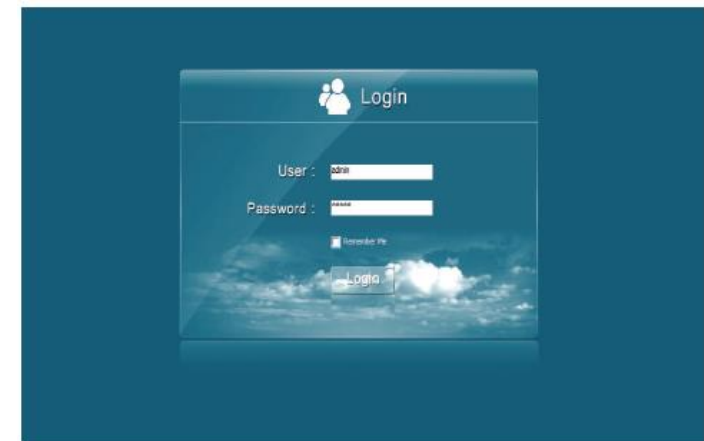 Login
User : admin
Password : ******
Remember Me
Login